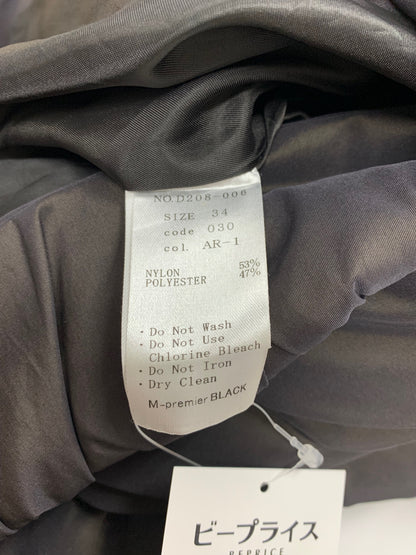 NO.D208-006
SIZE 34
code 030
col. AR-1
NYLON 53%
POLYESTER 47%
・Do Not Wash
・Do Not Use
Chlorine Bleach
・Do Not Iron
・Dry Clean
M-premier BLACK
ビープライス
BEPRICE